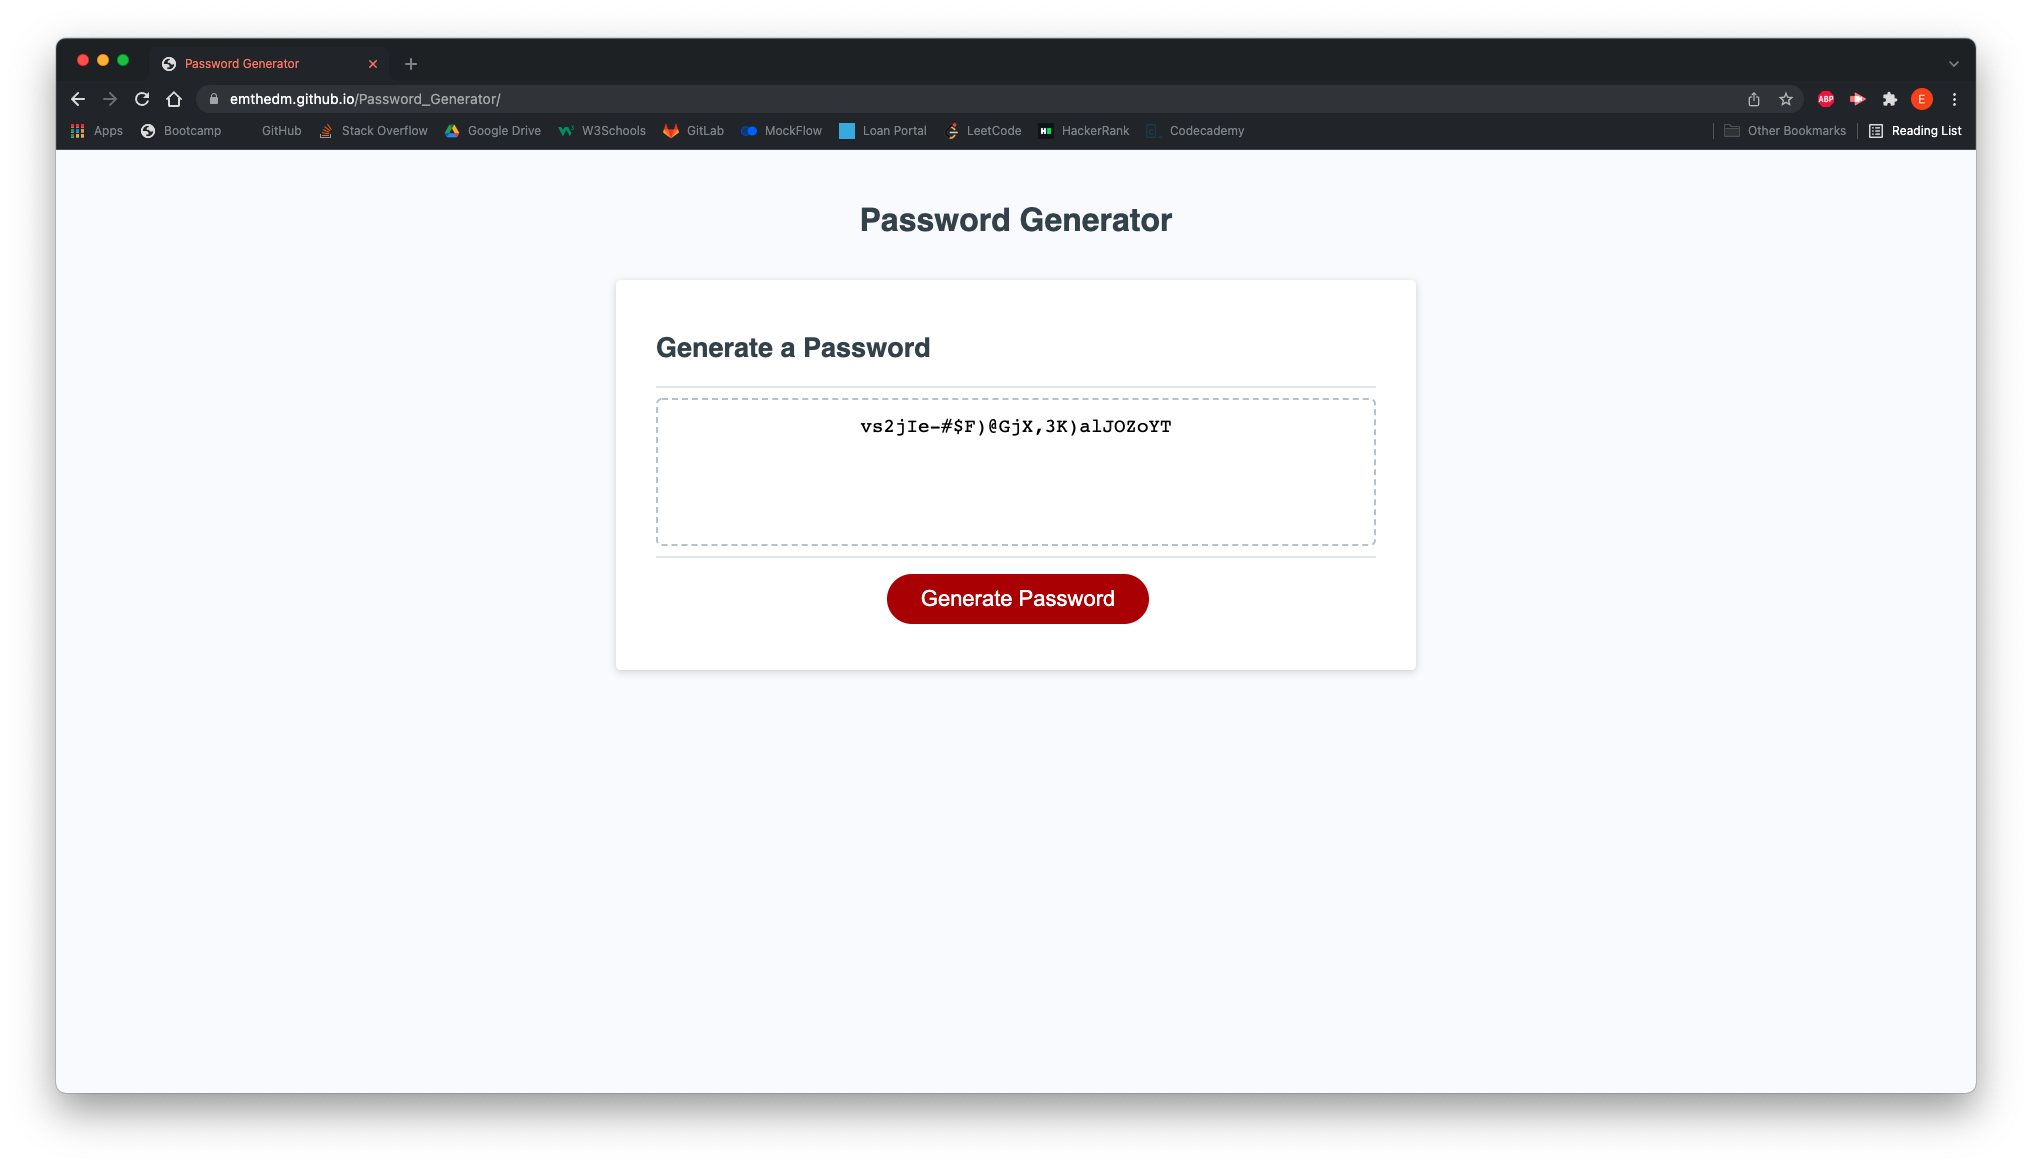 Password Generator
emthedm.github.io/Password_Generator/
ABP
E
Apps
Bootcamp
GitHub
Stack Overflow
Google Drive
W3Schools
GitLab
MockFlow
Loan Portal
LeetCode
HackerRank
Codecademy
Other Bookmarks
Reading List
Password Generator
Generate a Password
vs2jIe-#$F)@GjX,3K)alJOZoYT
Generate Password